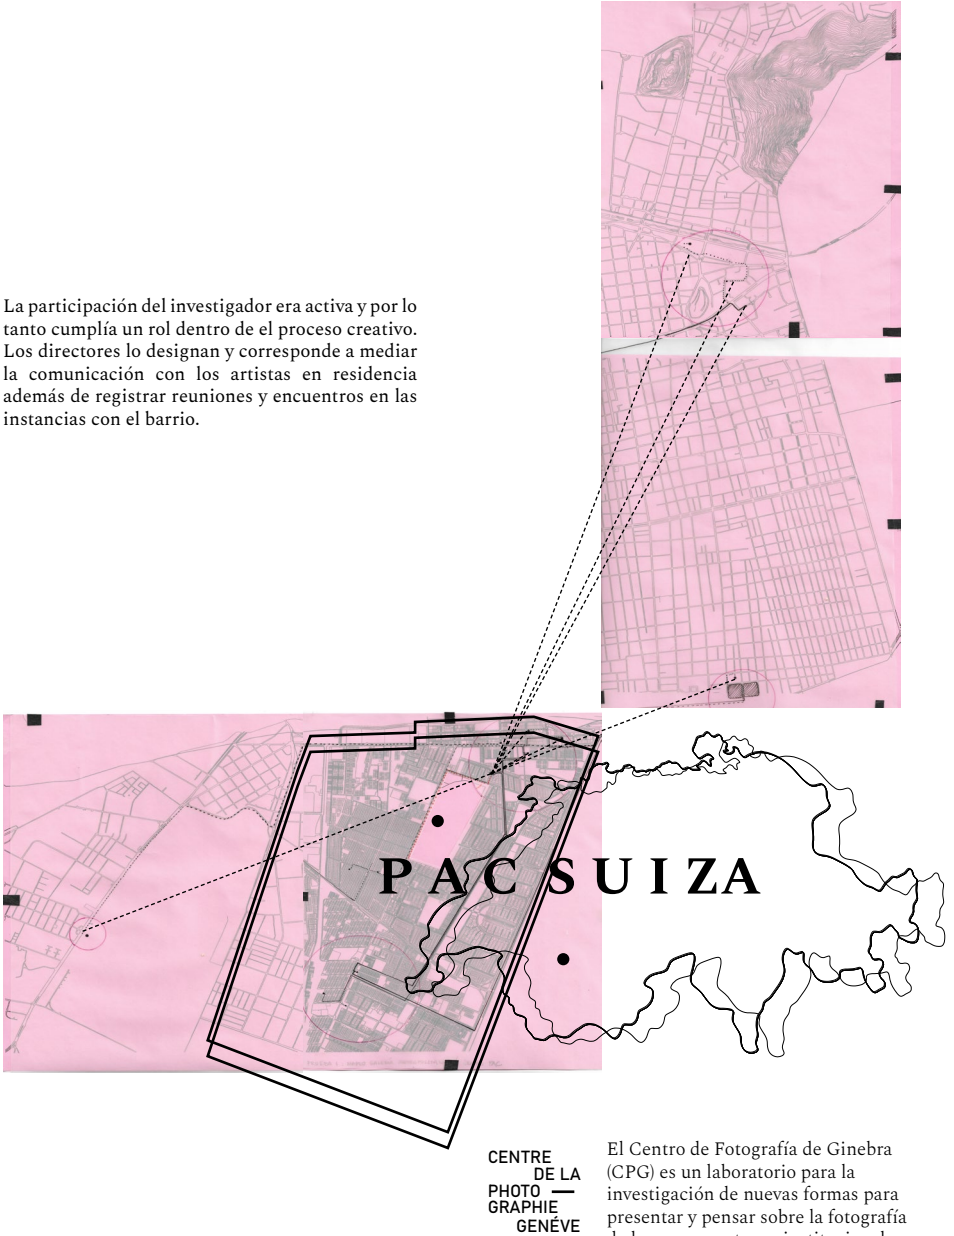 La participación del investigador era activa y por lo
tanto cumplía un rol dentro de el proceso creativo.
Los directores lo designan y corresponde a mediar
la comunicación con los artistas en residencia
además de registrar reuniones y encuentros en las
instancias con el barrio.
PAC SUIZA
CENTRE
DE LA
PHOTO —
GRAPHIE
GENÉVE
El Centro de Fotografía de Ginebra
(CPG) es un laboratorio para la
investigación de nuevas formas para
presentar y pensar sobre la fotografía